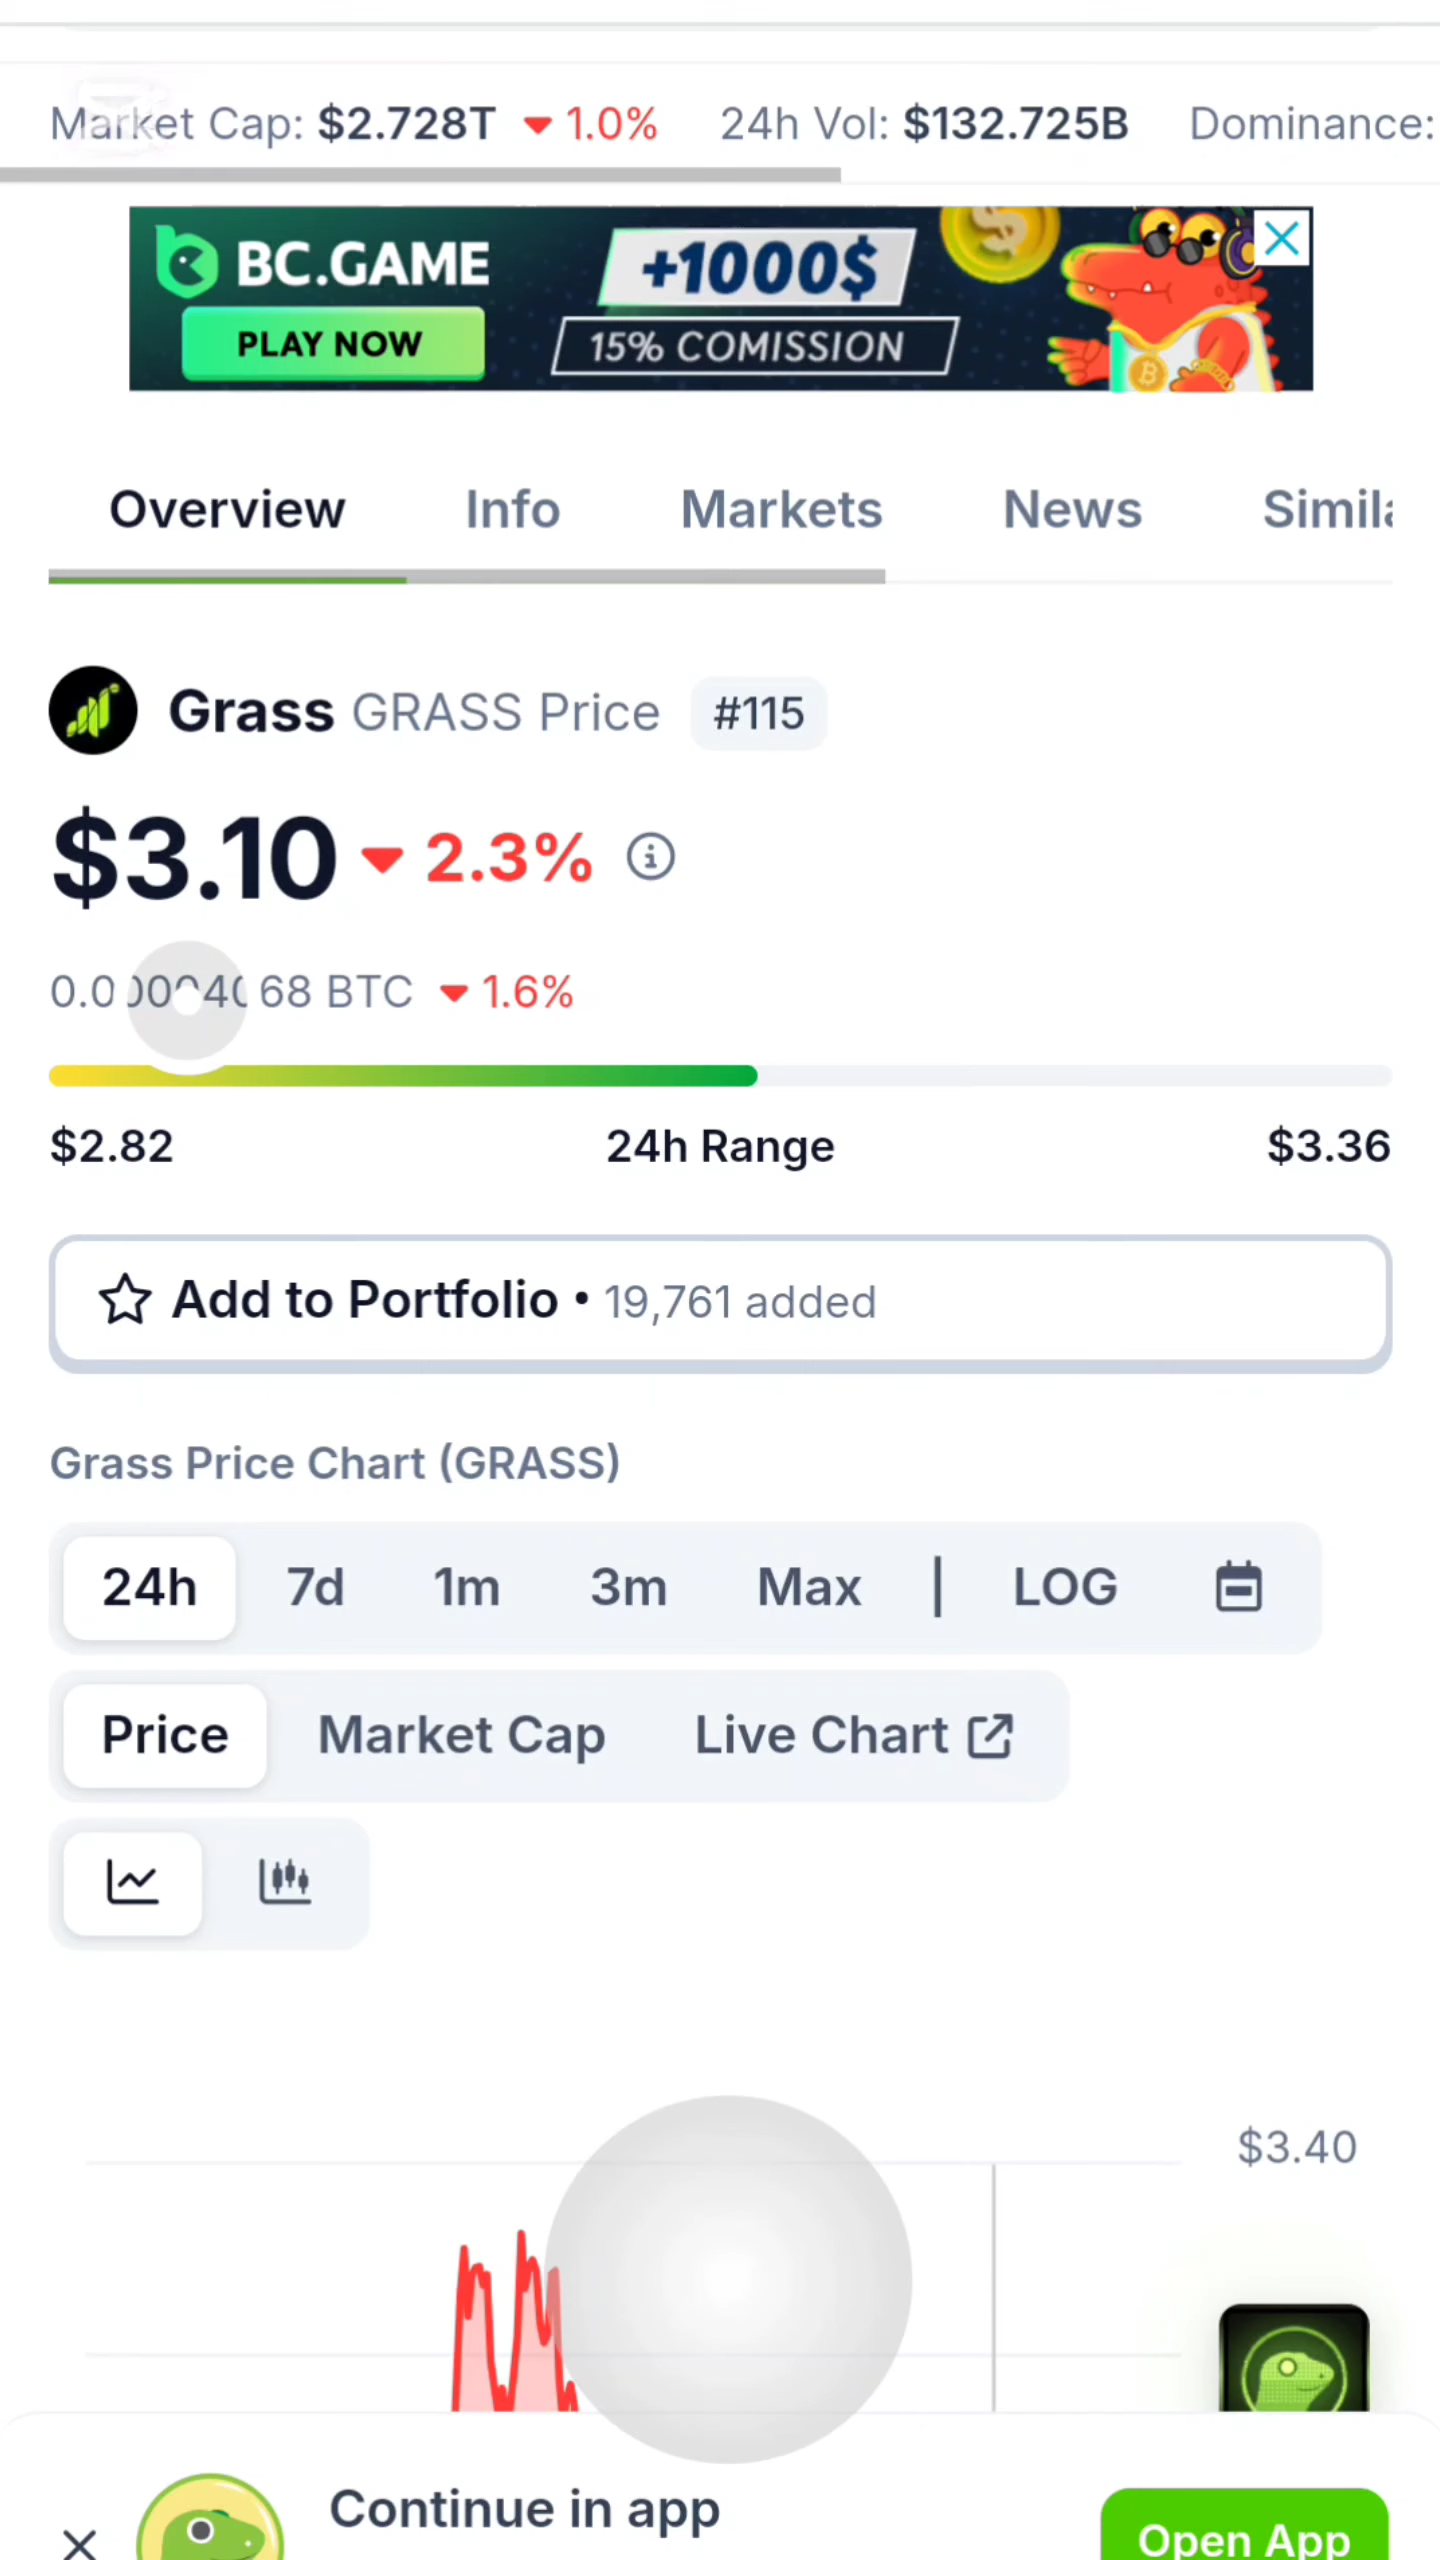 Market Cap: $2.728T 1.0% 24h Vol: $132.725B Dominance:
BC.GAME
PLAY NOW
+1000$
15% COMISSION
Overview Info Markets News
Grass GRASS Price #115
$3.10 2.3%
68 BTC 1.6%
$2.82 24h Range $3.36
Add to Portfolio • 19,761 added
Grass Price Chart (GRASS)
24h 7d 1m 3m Max | LOG
Price Market Cap Live Chart
$3.40
Continue in app
Open App